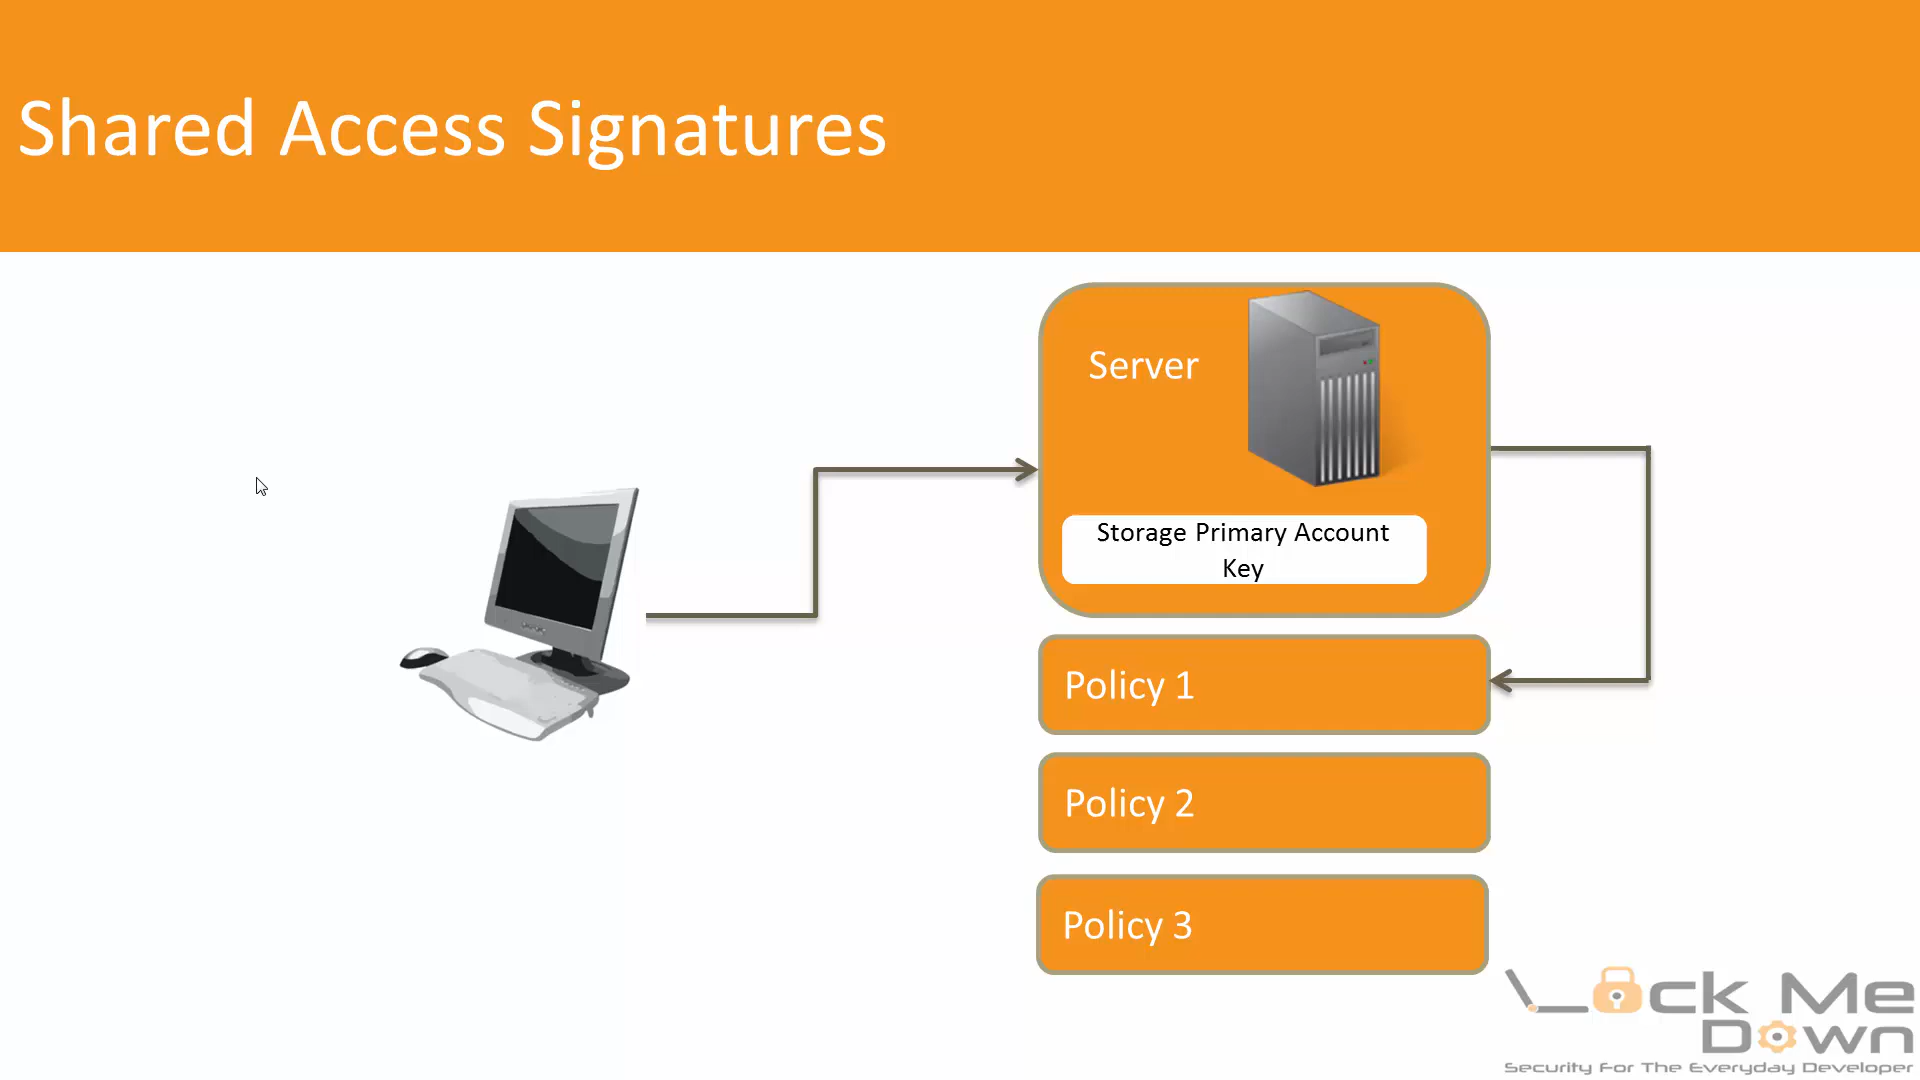 Shared Access Signatures
Server
Storage Primary Account
Key
Policy 1
Policy 2
Policy 3
Lock Me
Down
Security For The Everyday Developer